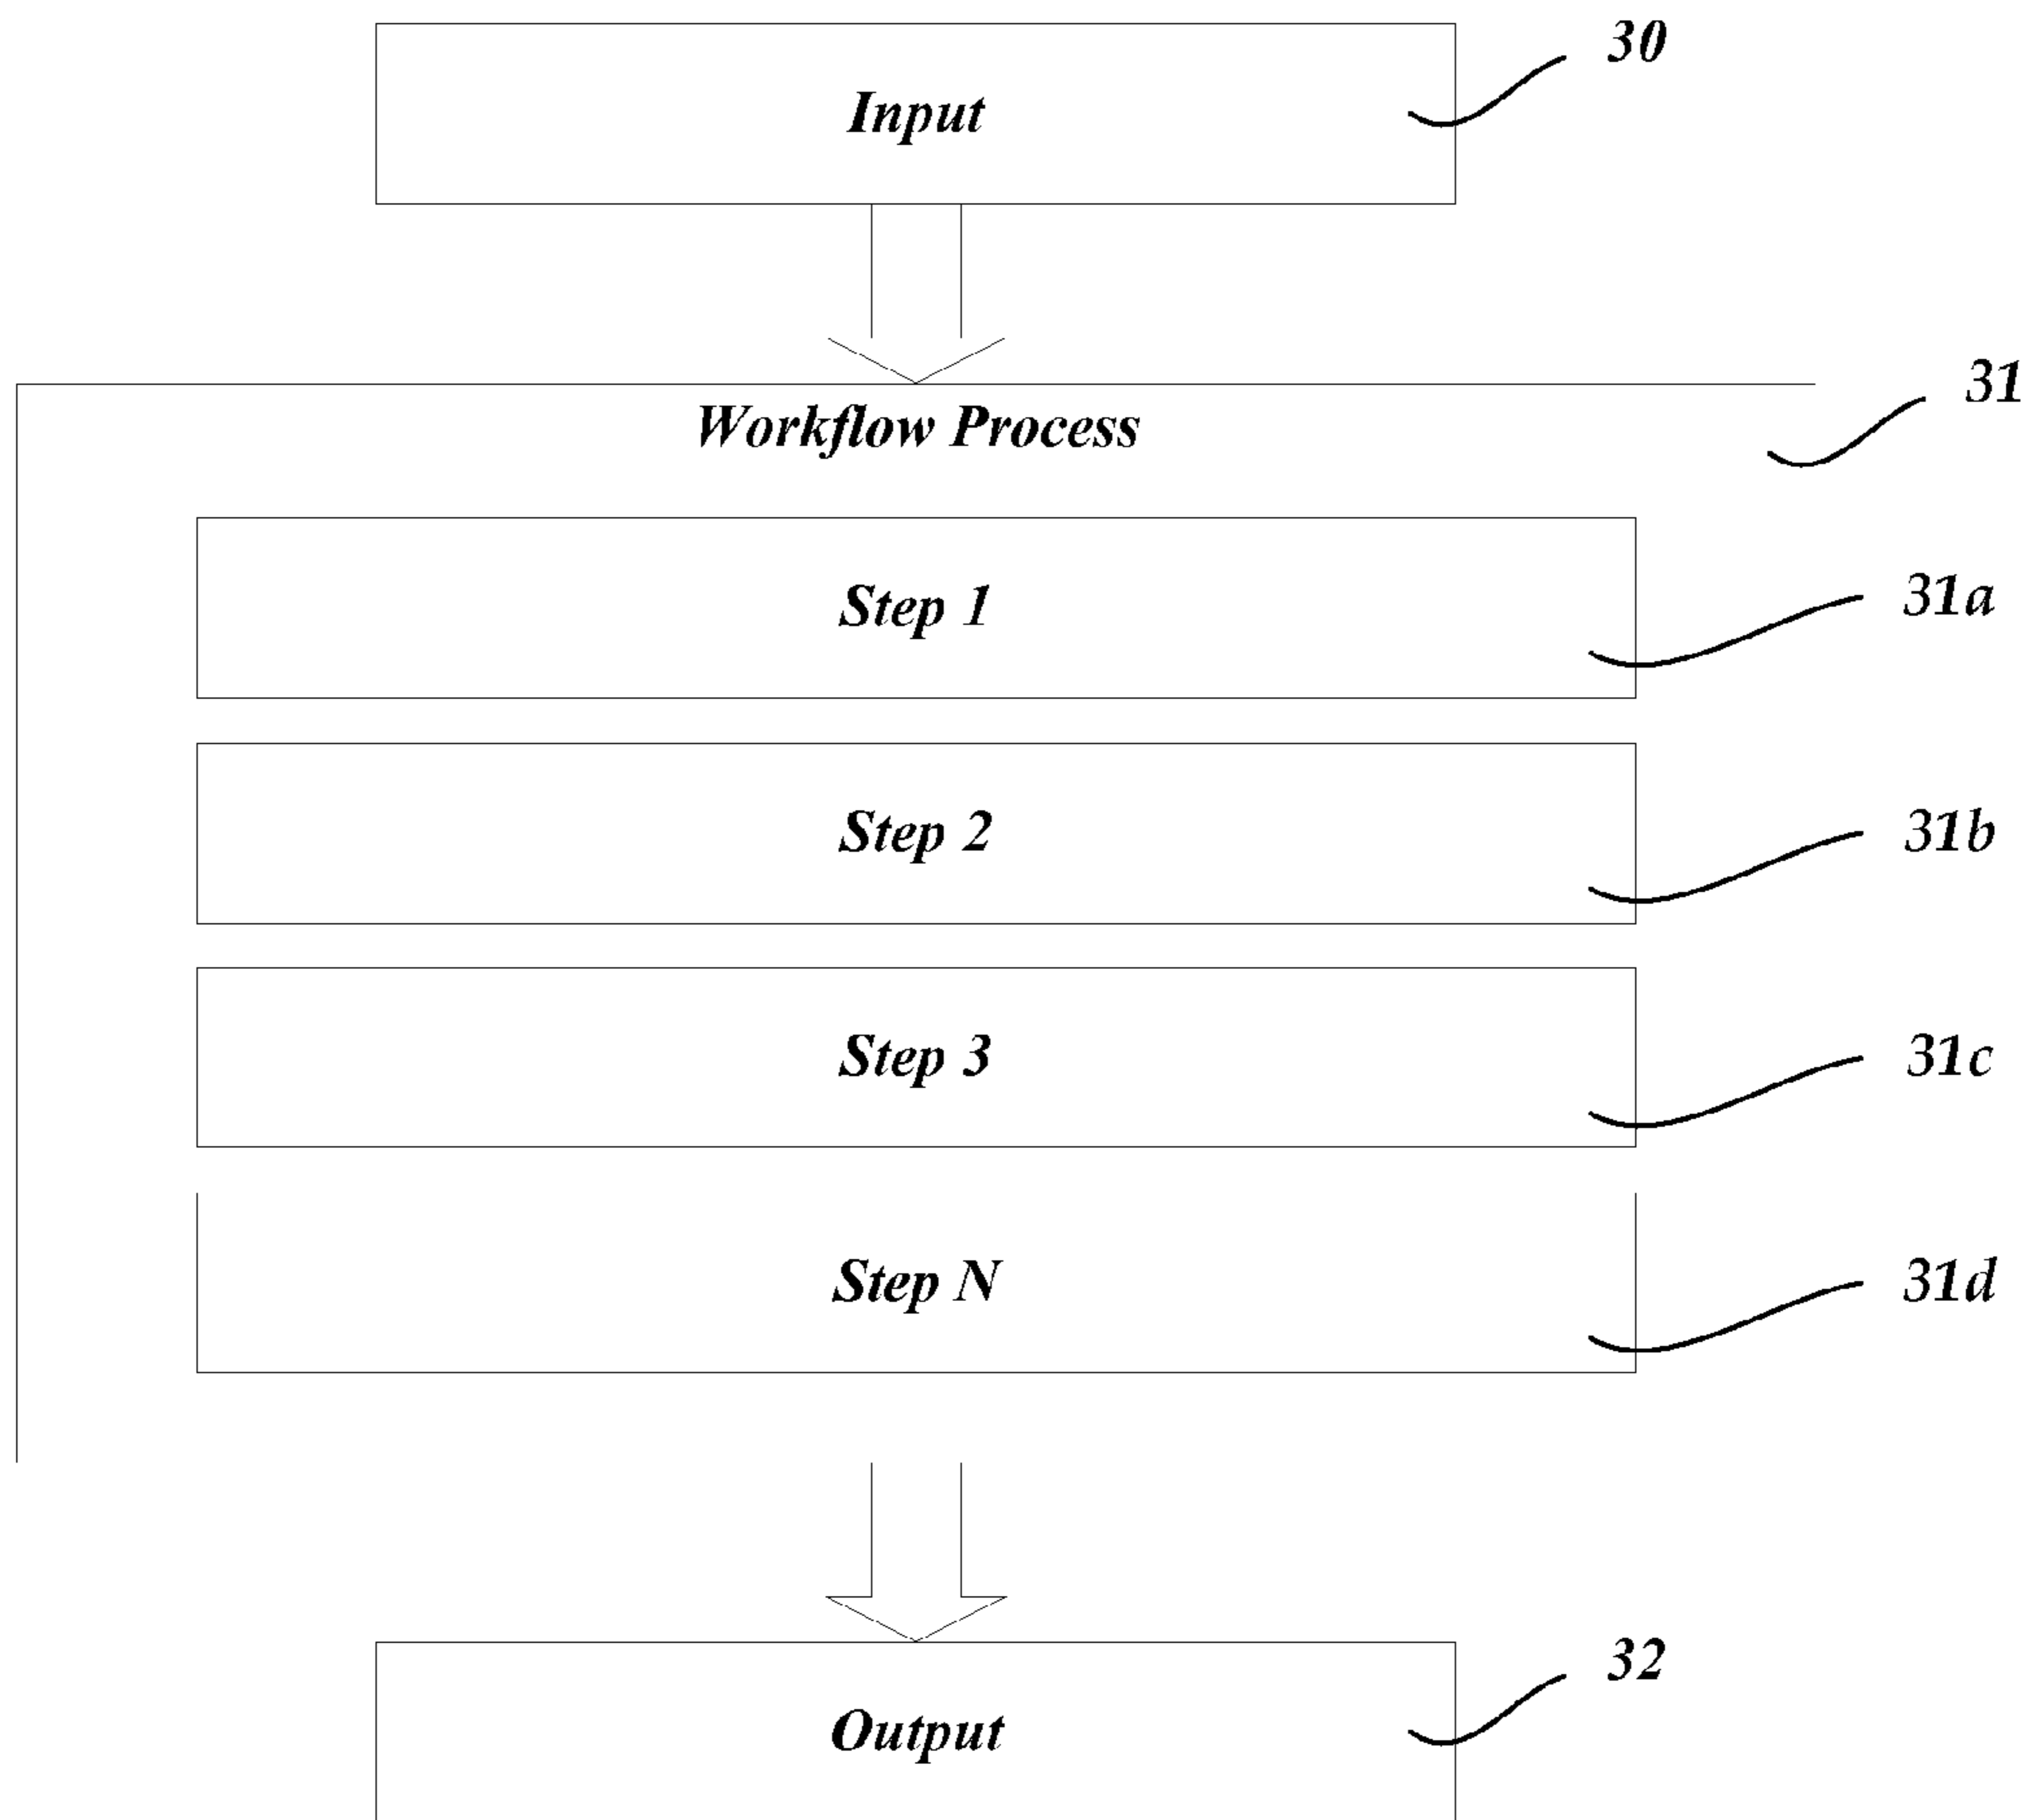 Input
30
Workflow Process
31
Step 1
31a
Step 2
31b
Step 3
31c
Step N
31d
Output
32